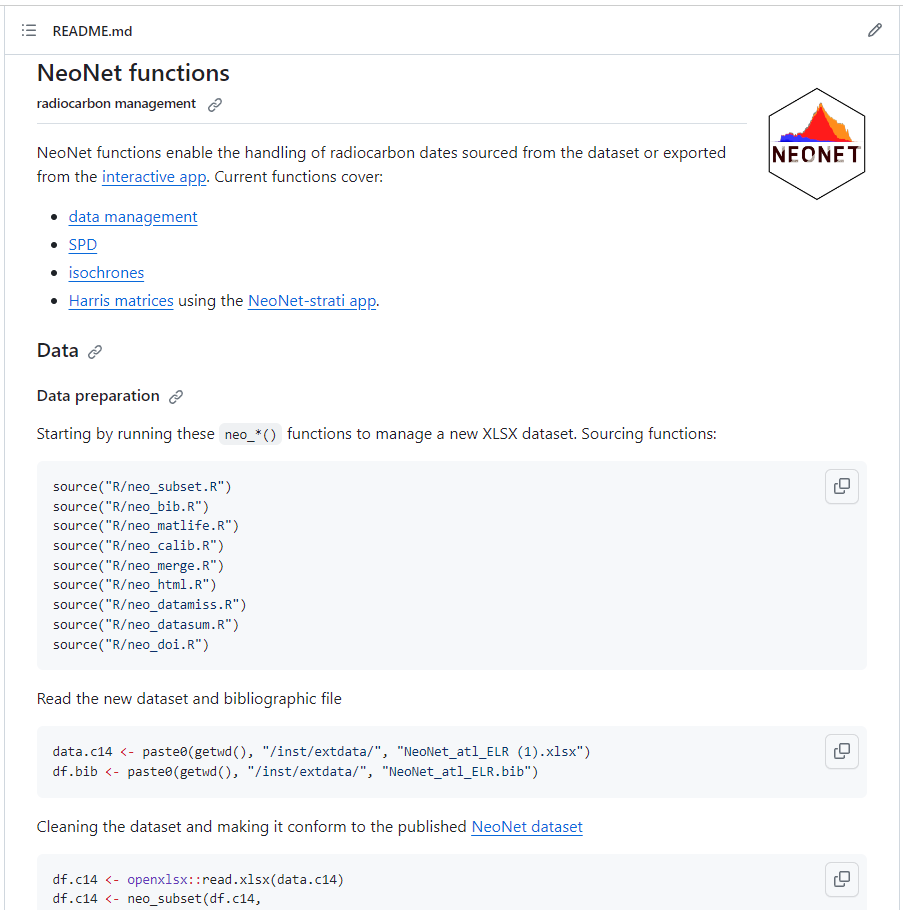 README.md
NeoNet functions
radiocarbon management
NEONET
NeoNet functions enable the handling of radiocarbon dates sourced from the dataset or exported
from the interactive app. Current functions cover:
data management
SPD
isochrones
Harris matrices using the NeoNet-strati app.
Data
Data preparation
Starting by running these neo_*() functions to manage a new XLSX dataset. Sourcing functions:
source("R/neo_subset.R")
source("R/neo_bib.R")
source("R/neo_matlife.R")
source("R/neo_calib.R")
source("R/neo_merge.R")
source("R/neo_html.R")
source("R/neo_datamiss.R")
source("R/neo_datasum.R")
source("R/neo_doi.R")
Read the new dataset and bibliographic file
data.c14 <- paste0(getwd(), "/inst/extdata/", "NeoNet_atl_ELR (1).xlsx")
df.bib <- paste0(getwd(), "/inst/extdata/", "NeoNet_atl_ELR.bib")
Cleaning the dataset and making it conform to the published NeoNet dataset
df.c14 <- openxlsx::read.xlsx(data.c14)
df.c14 <- neo_subset(df.c14,